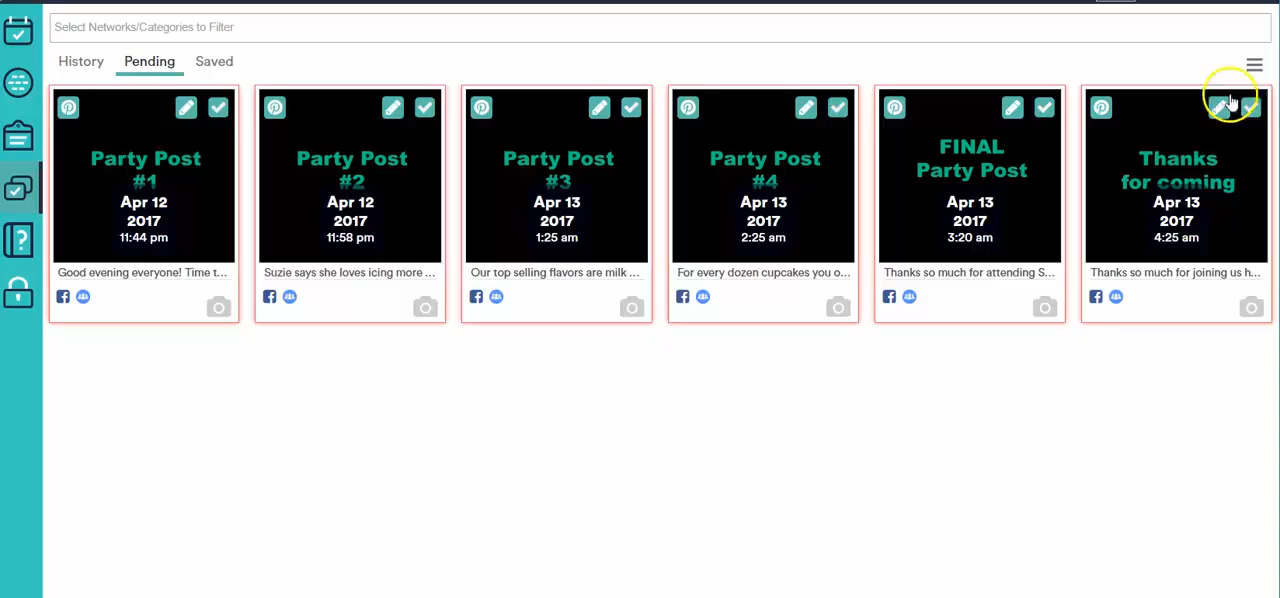 Select Networks/Categories to Filter
History Pending Saved
Party Post
#1
Apr 12
2017
11:44 pm
Good evening everyone! Time t...
Party Post
#2
Apr 12
2017
11:58 pm
Suzie says she loves icing more ...
Party Post
#3
Apr 13
2017
1:25 am
Our top selling flavors are milk ...
Party Post
#4
Apr 13
2017
2:25 am
For every dozen cupcakes you o...
FINAL
Party Post
Apr 13
2017
3:20 am
Thanks so much for attending S...
Thanks
for coming
Apr 13
2017
4:25 am
Thanks so much for joining us h...